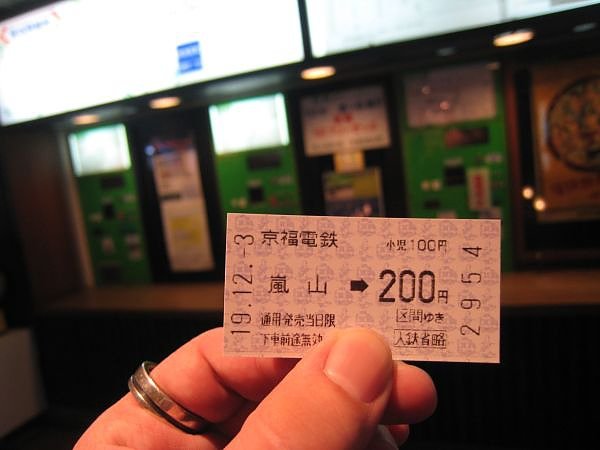 京福電鉄 小児100円
嵐山 ➡ 200円
通用発売当日限 区間ゆき
下車前途無効 入鋏省略
19.12.-3
2954